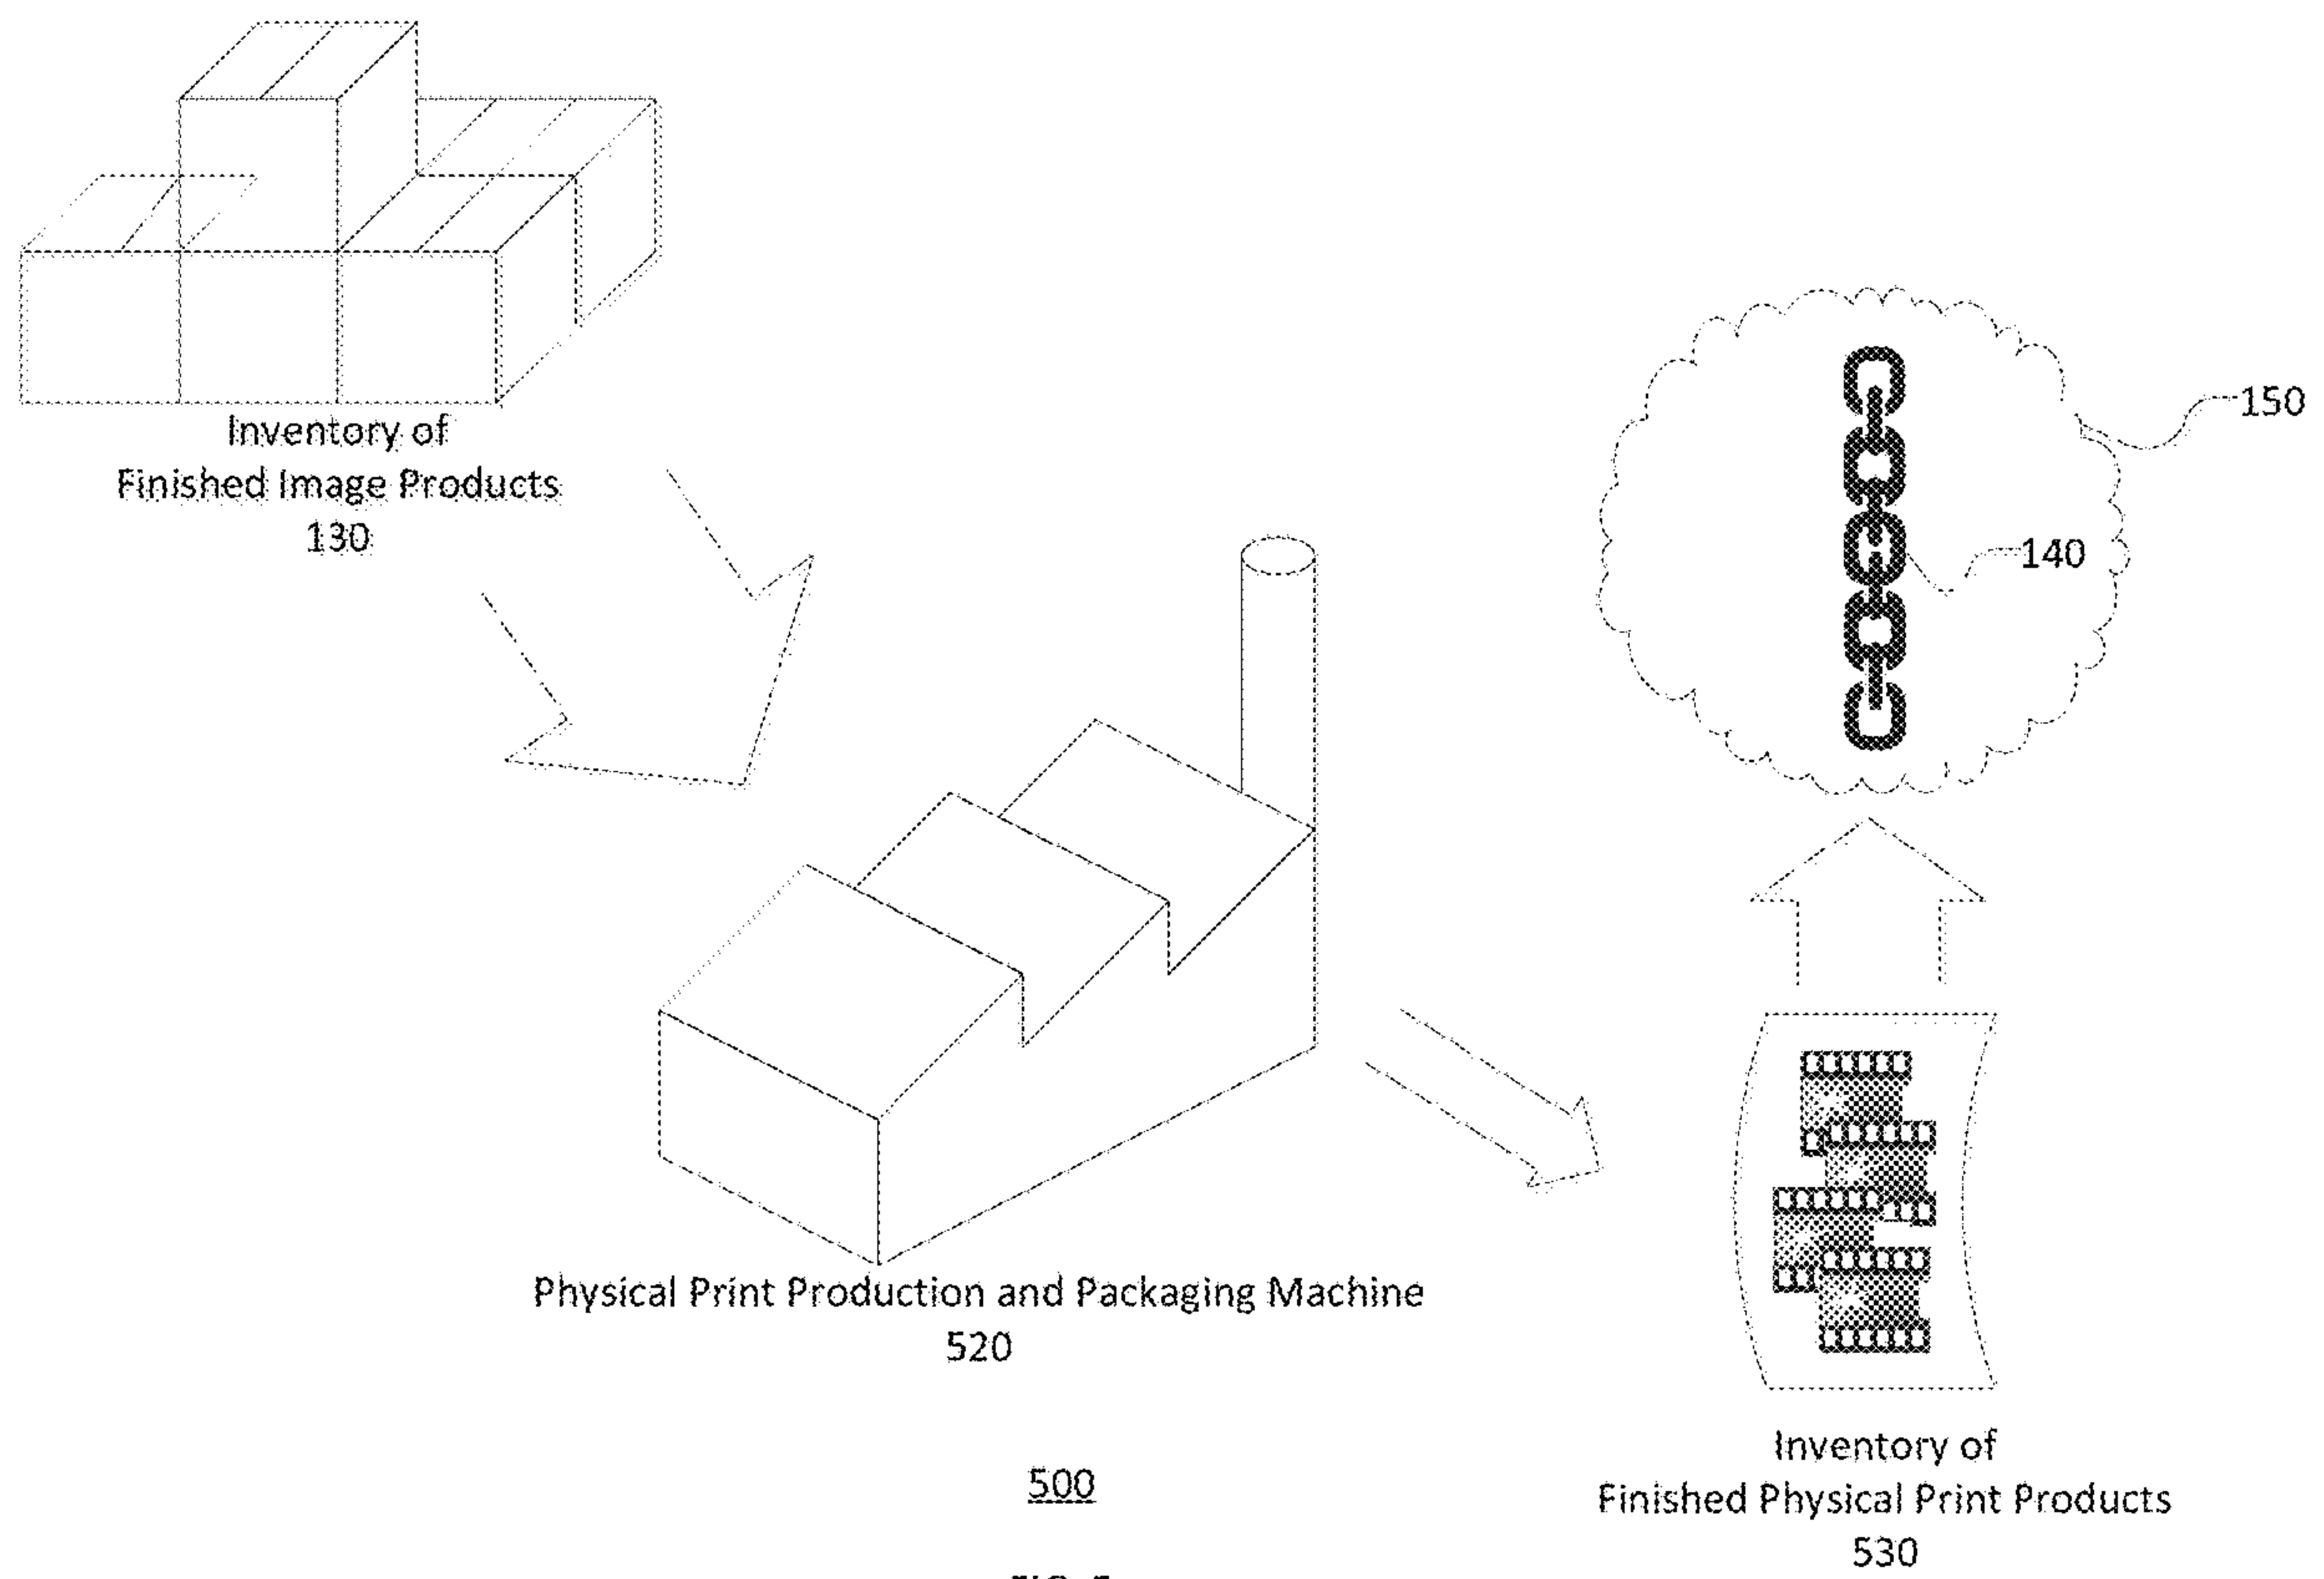 Inventory of
Finished Image Products
130
150
140
Physical Print Production and Packaging Machine
520
Inventory of
Finished Physical Print Products
530
500